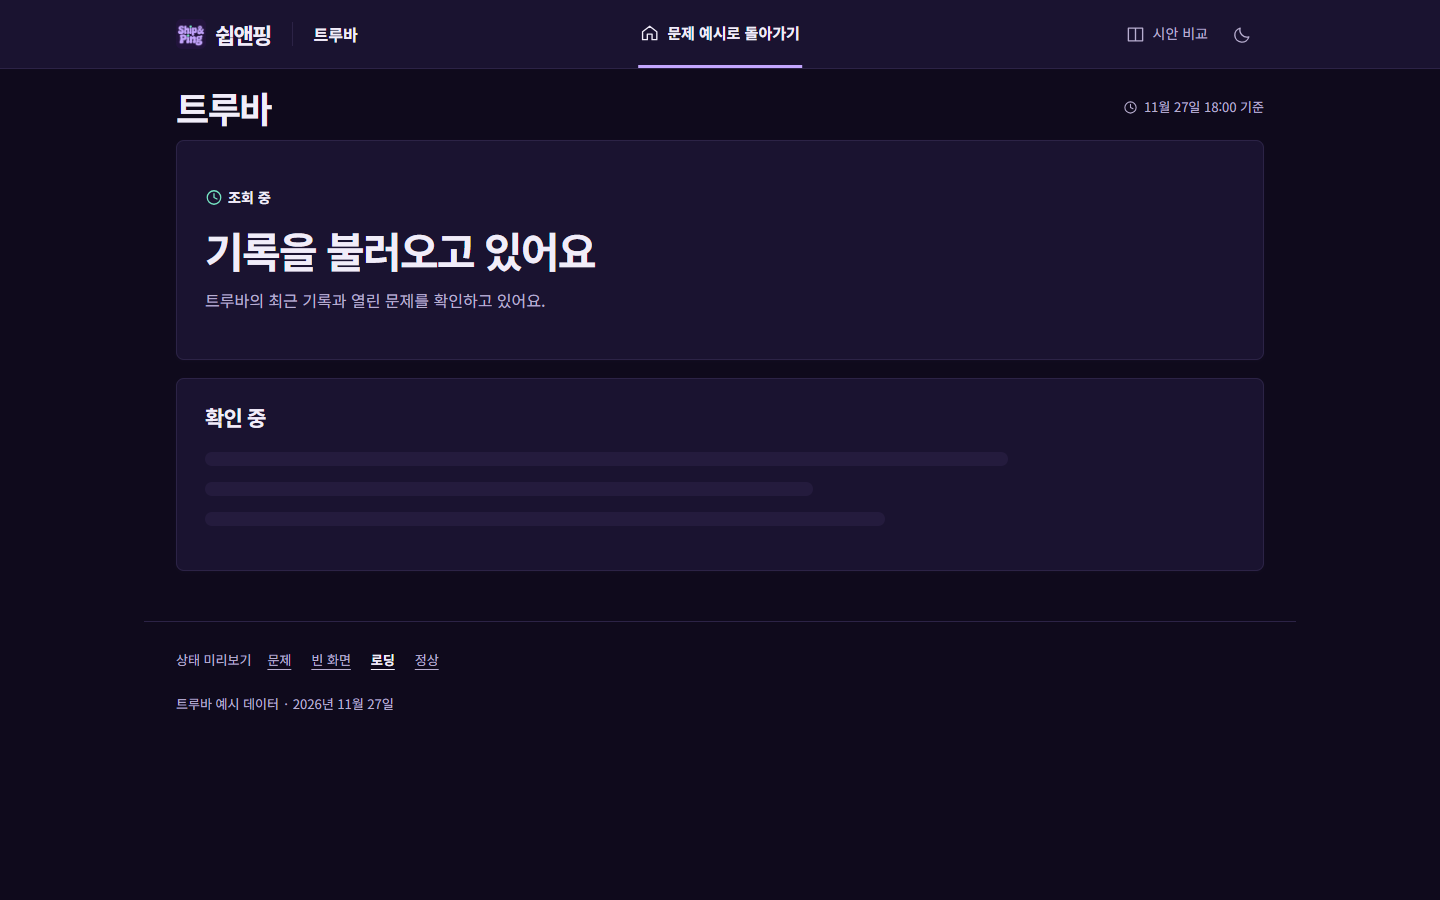 Ship& Ping 쉽앤핑 트루바 문제 예시로 돌아가기 시안 비교
트루바
11월 27일 18:00 기준
조회 중
기록을 불러오고 있어요
트루바의 최근 기록과 열린 문제를 확인하고 있어요.
확인 중
상태 미리보기 문제 빈 화면 로딩 정상
트루바 예시 데이터 · 2026년 11월 27일